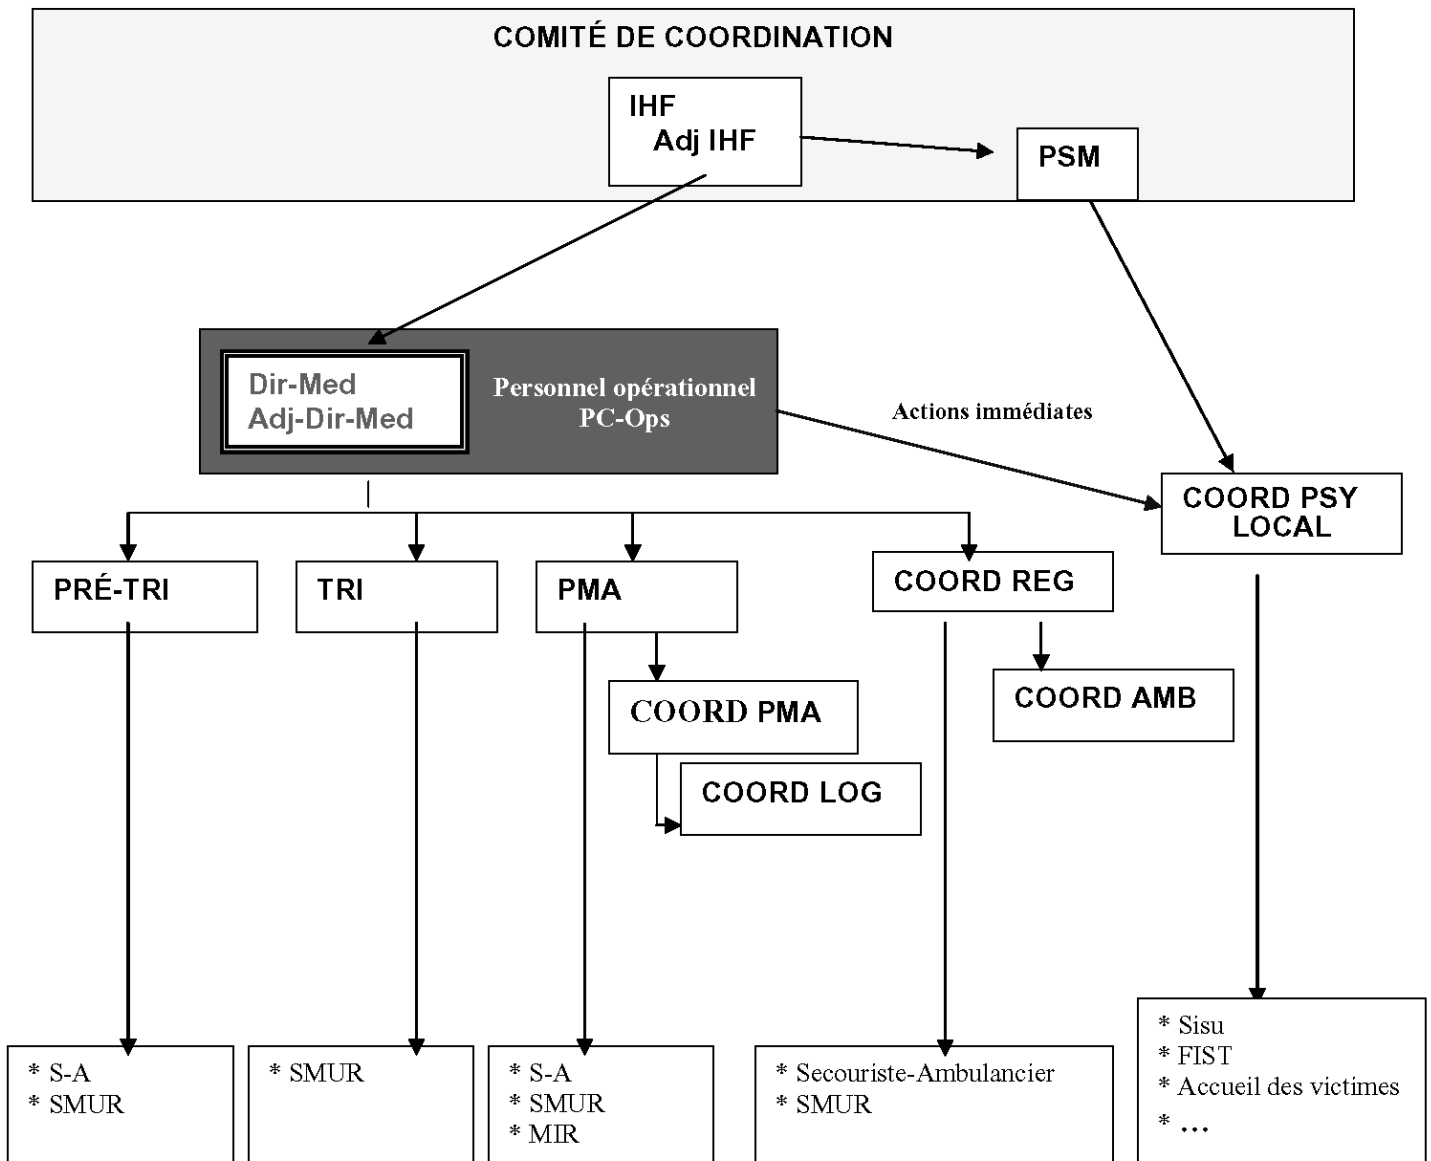 COMITÉ DE COORDINATION
IHF
Adj IHF
PSM
Dir-Med
Adj-Dir-Med
Personnel opérationnel
PC-Ops
Actions immédiates
COORD PSY
LOCAL
PRÉ-TRI
TRI
PMA
COORD REG
COORD PMA
COORD AMB
COORD LOG
* S-A
* SMUR
* SMUR
* S-A
* SMUR
* MIR
* Secouriste-Ambulancier
* SMUR
* Sisu
* FIST
* Accueil des victimes
* ...